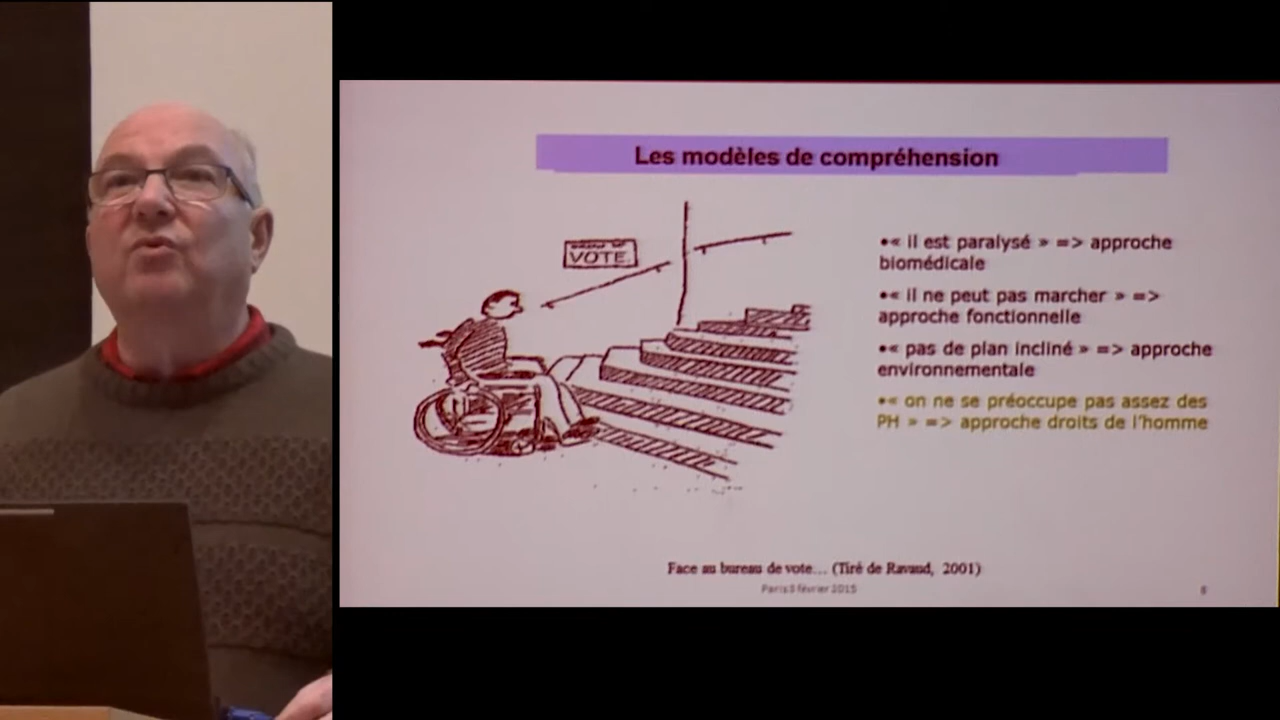 Les modèles de compréhension
VOTE
•« il est paralysé » => approche
biomédicale
•« il ne peut pas marcher » =>
approche fonctionnelle
•« pas de plan incliné » => approche
environnementale
•« on ne se préoccupe pas assez des
PH » => approche droits de l'homme
Face au bureau de vote... (Tiré de Ravaud, 2001)
Paris 3 février 2015
8